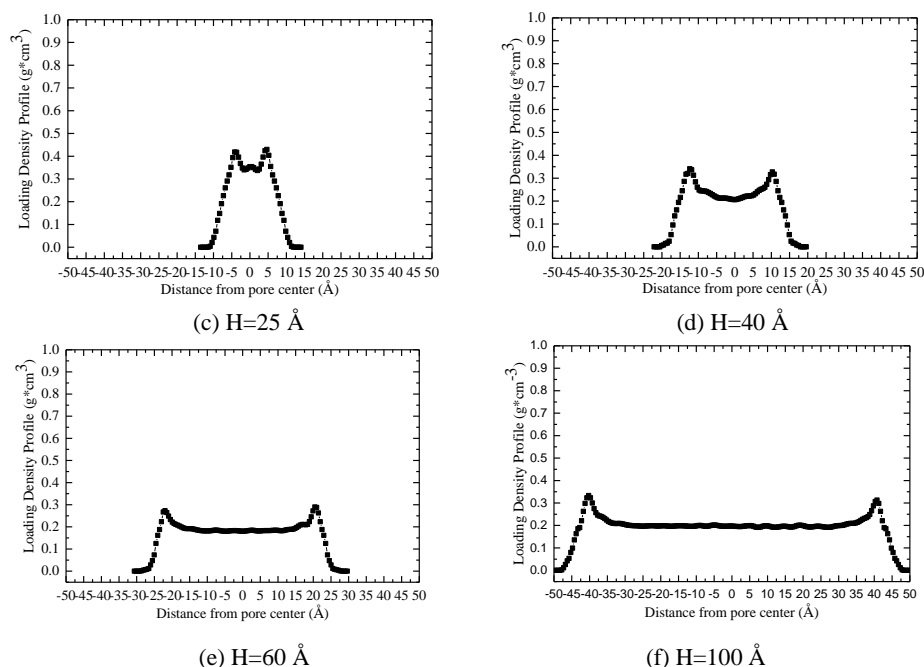 1.0
0.9
0.8
0.7
0.6
0.5
0.4
0.3
0.2
0.1
0.0
Loading Density Profile (g*cm3)
-50-45-40-35-30-25-20-15-10-5 0 5 10 15 20 25 30 35 40 45 50
Distance from pore center (Å)
(c) H=25 Å
1.0
0.9
0.8
0.7
0.6
0.5
0.4
0.3
0.2
0.1
0.0
Loading Density Profile (g*cm3)
-50-45-40-35-30-25-20-15-10-5 0 5 10 15 20 25 30 35 40 45 50
Disatance from pore center (Å)
(d) H=40 Å
1.0
0.9
0.8
0.7
0.6
0.5
0.4
0.3
0.2
0.1
0.0
Loading Density Profile (g*cm3)
-50-45-40-35-30-25-20-15-10-5 0 5 10 15 20 25 30 35 40 45 50
Distance from pore center (Å)
(e) H=60 Å
1.0
0.9
0.8
0.7
0.6
0.5
0.4
0.3
0.2
0.1
0.0
Loading Density Profile (g*cm-3)
-50-45-40-35-30-25-20-15-10-5 0 5 10 15 20 25 30 35 40 45 50
Distance from pore center (Å)
(f) H=100 Å